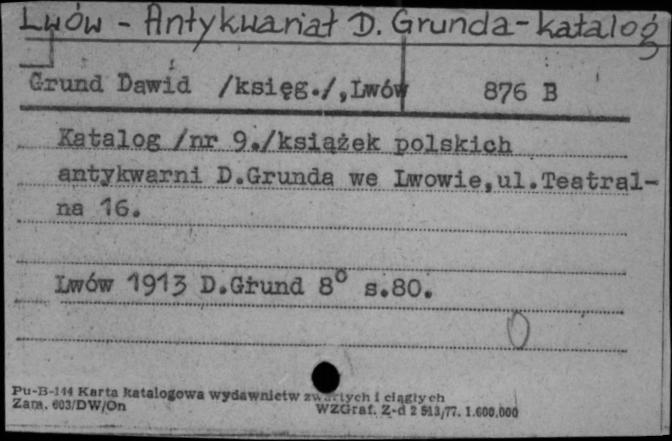 Lwów - Antykwariat D. Grunda - katalog
Grund Dawid /księg./,Lwów 876 B
Katalog /nr 9./książek polskich
antykwarni D.Grunda we Lwowie,ul.Teatral-
na 16.
Lwów 1913 D.Grund 8° s.80.
Pu-B-144 Karta katalogowa wydawnictw zwartych i ciągłych
Zam. 603/DW/On WZGraf. Z-d 2 513/77. 1.600.000